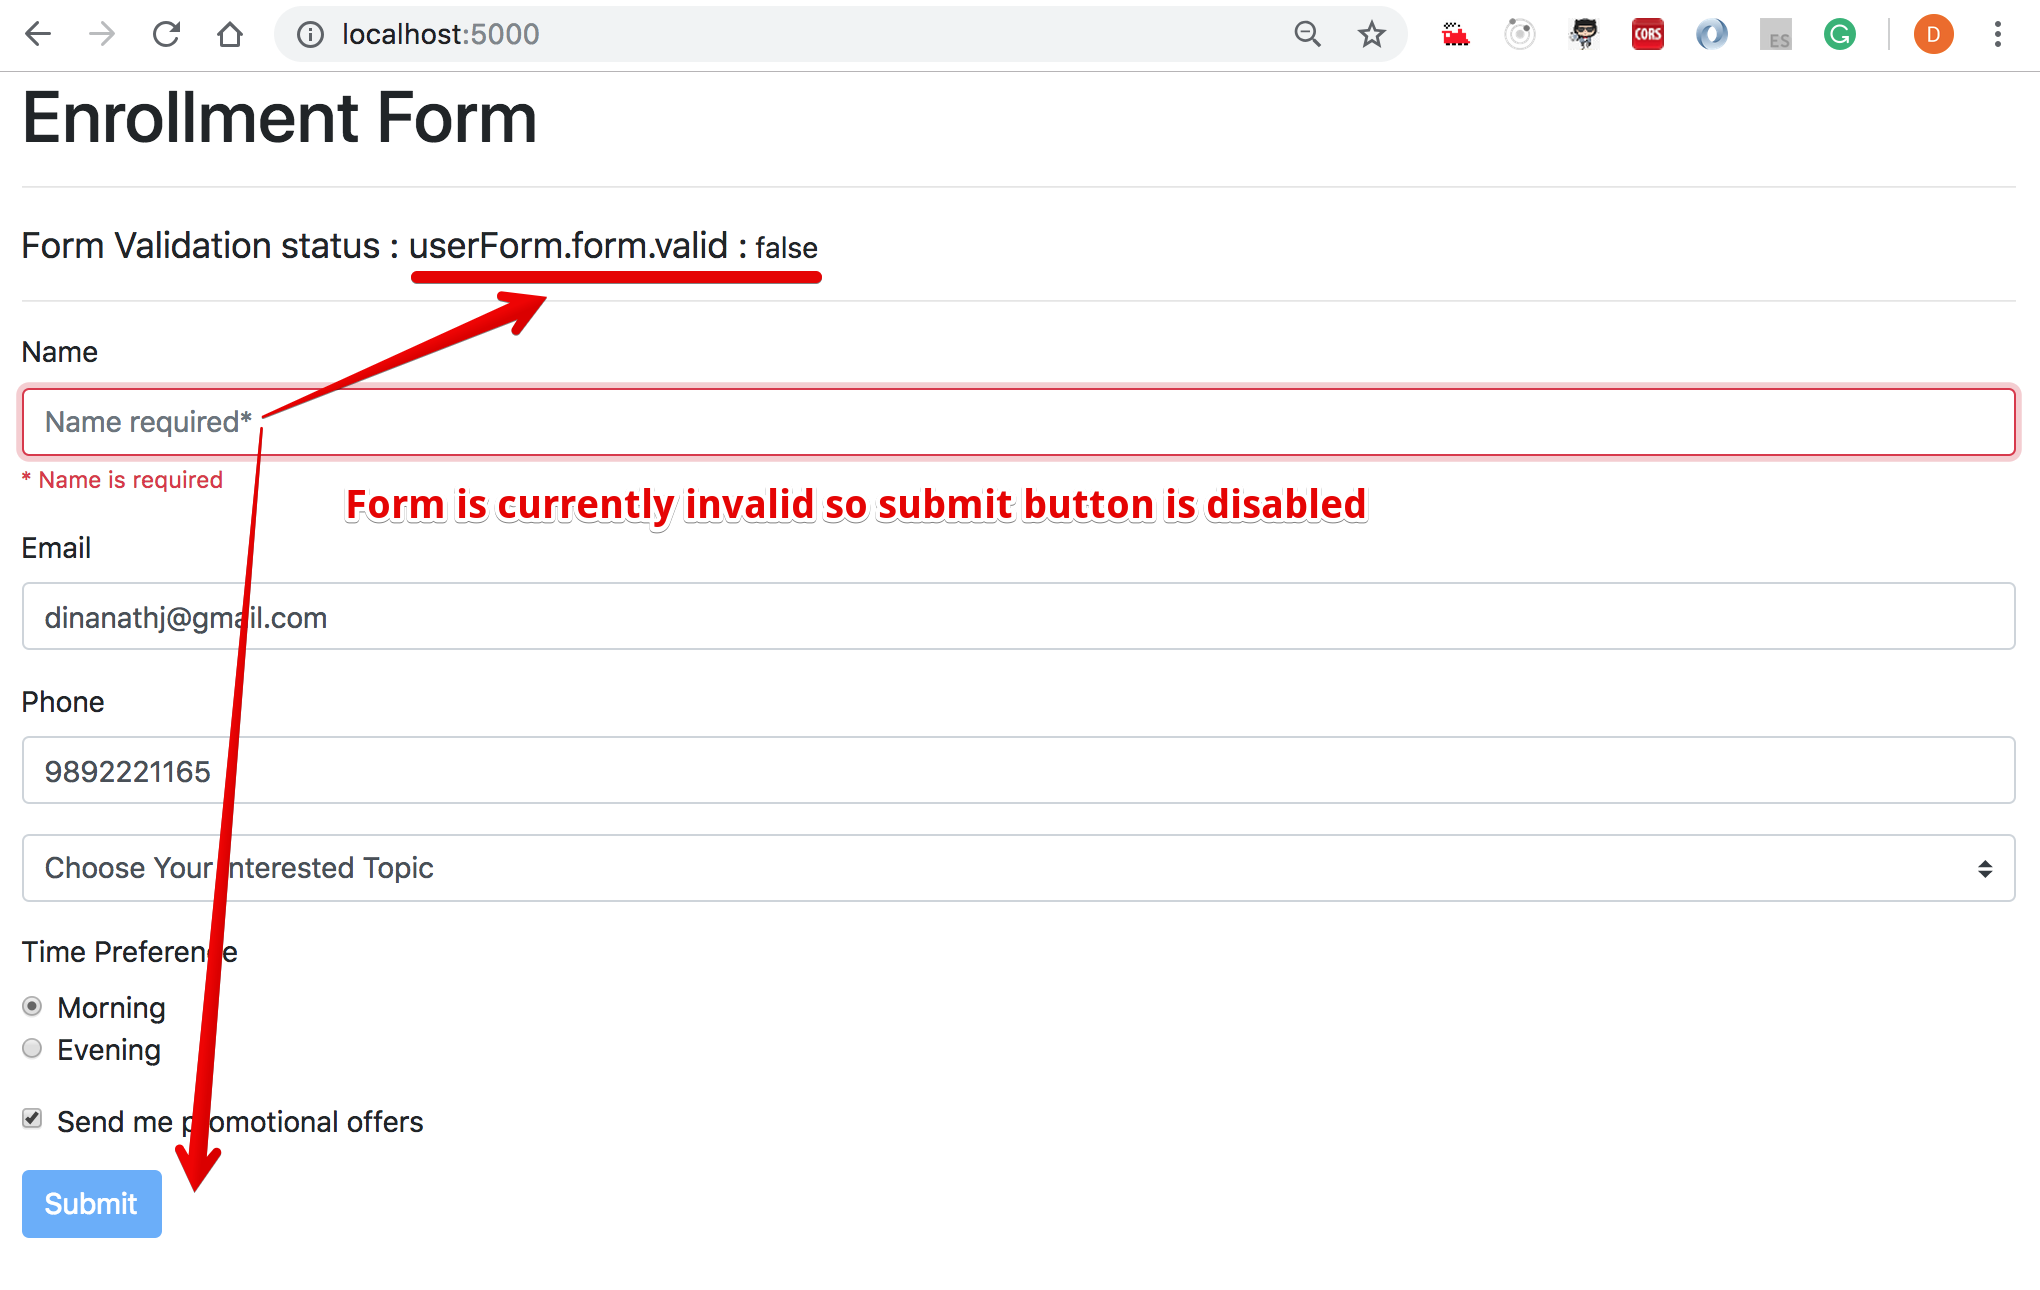 localhost:5000
CORS
ES
D
Enrollment Form
Form Validation status : userForm.form.valid : false
Name
Name required*
* Name is required
Form is currently invalid so submit button is disabled
Email
dinanathj@gmail.com
Phone
9892221165
Choose Your Interested Topic
Time Preference
Morning
Evening
Send me promotional offers
Submit